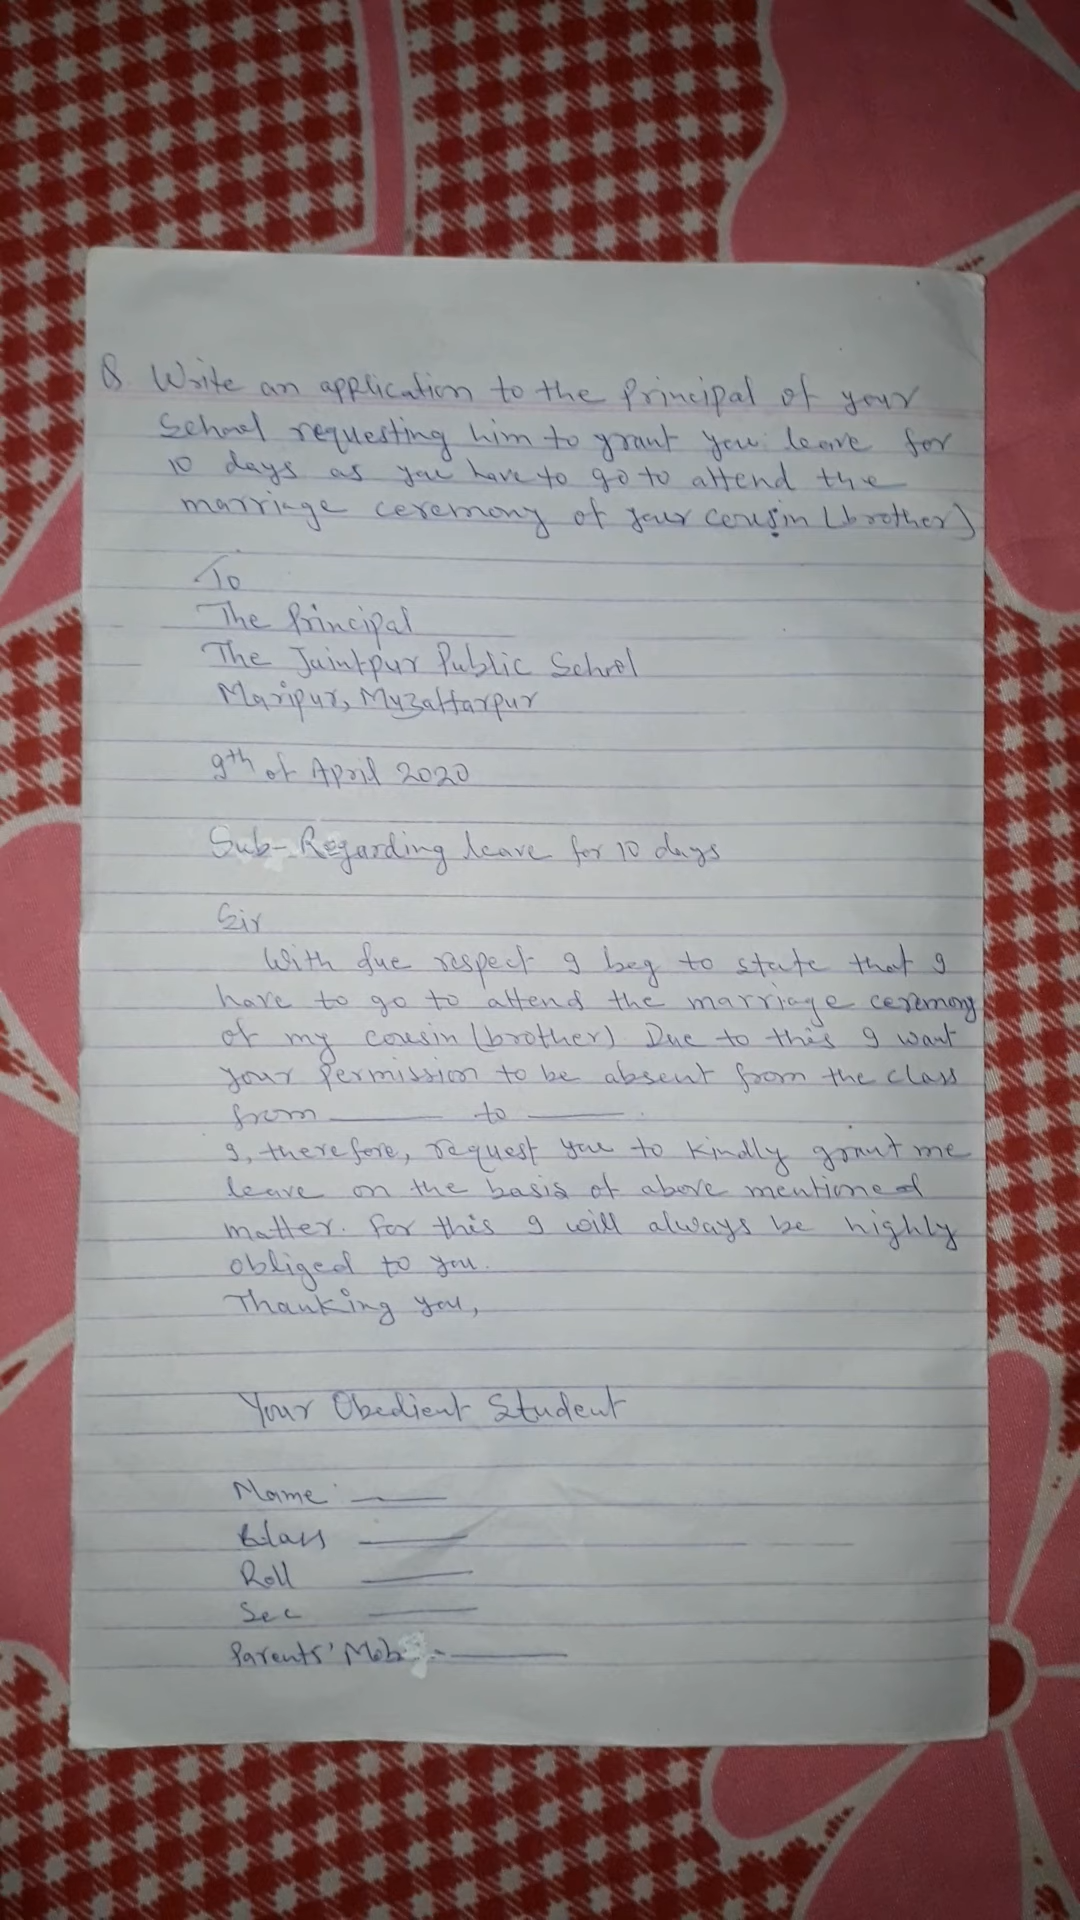 Q. Write an application to the Principal of your
School requesting him to grant you leave for
10 days as you have to go to attend the
marriage ceremony of your cousin (brother)
To
The Principal
The Jaintpur Public School
Maripur, Muzaffarpur
9th of April 2020
Sub- Regarding leave for 10 days
Sir
With due respect I beg to state that I
have to go to attend the marriage ceremony
of my cousin (brother). Due to this I want
your permission to be absent from the class
from ______ to ______.
I, therefore, request you to kindly grant me
leave on the basis of above mentioned
matter. For this I will always be highly
obliged to you.
Thanking you,
Your Obedient Student
Name ______
Class ______
Roll ______
Sec ______
Parents' Mob:- ______